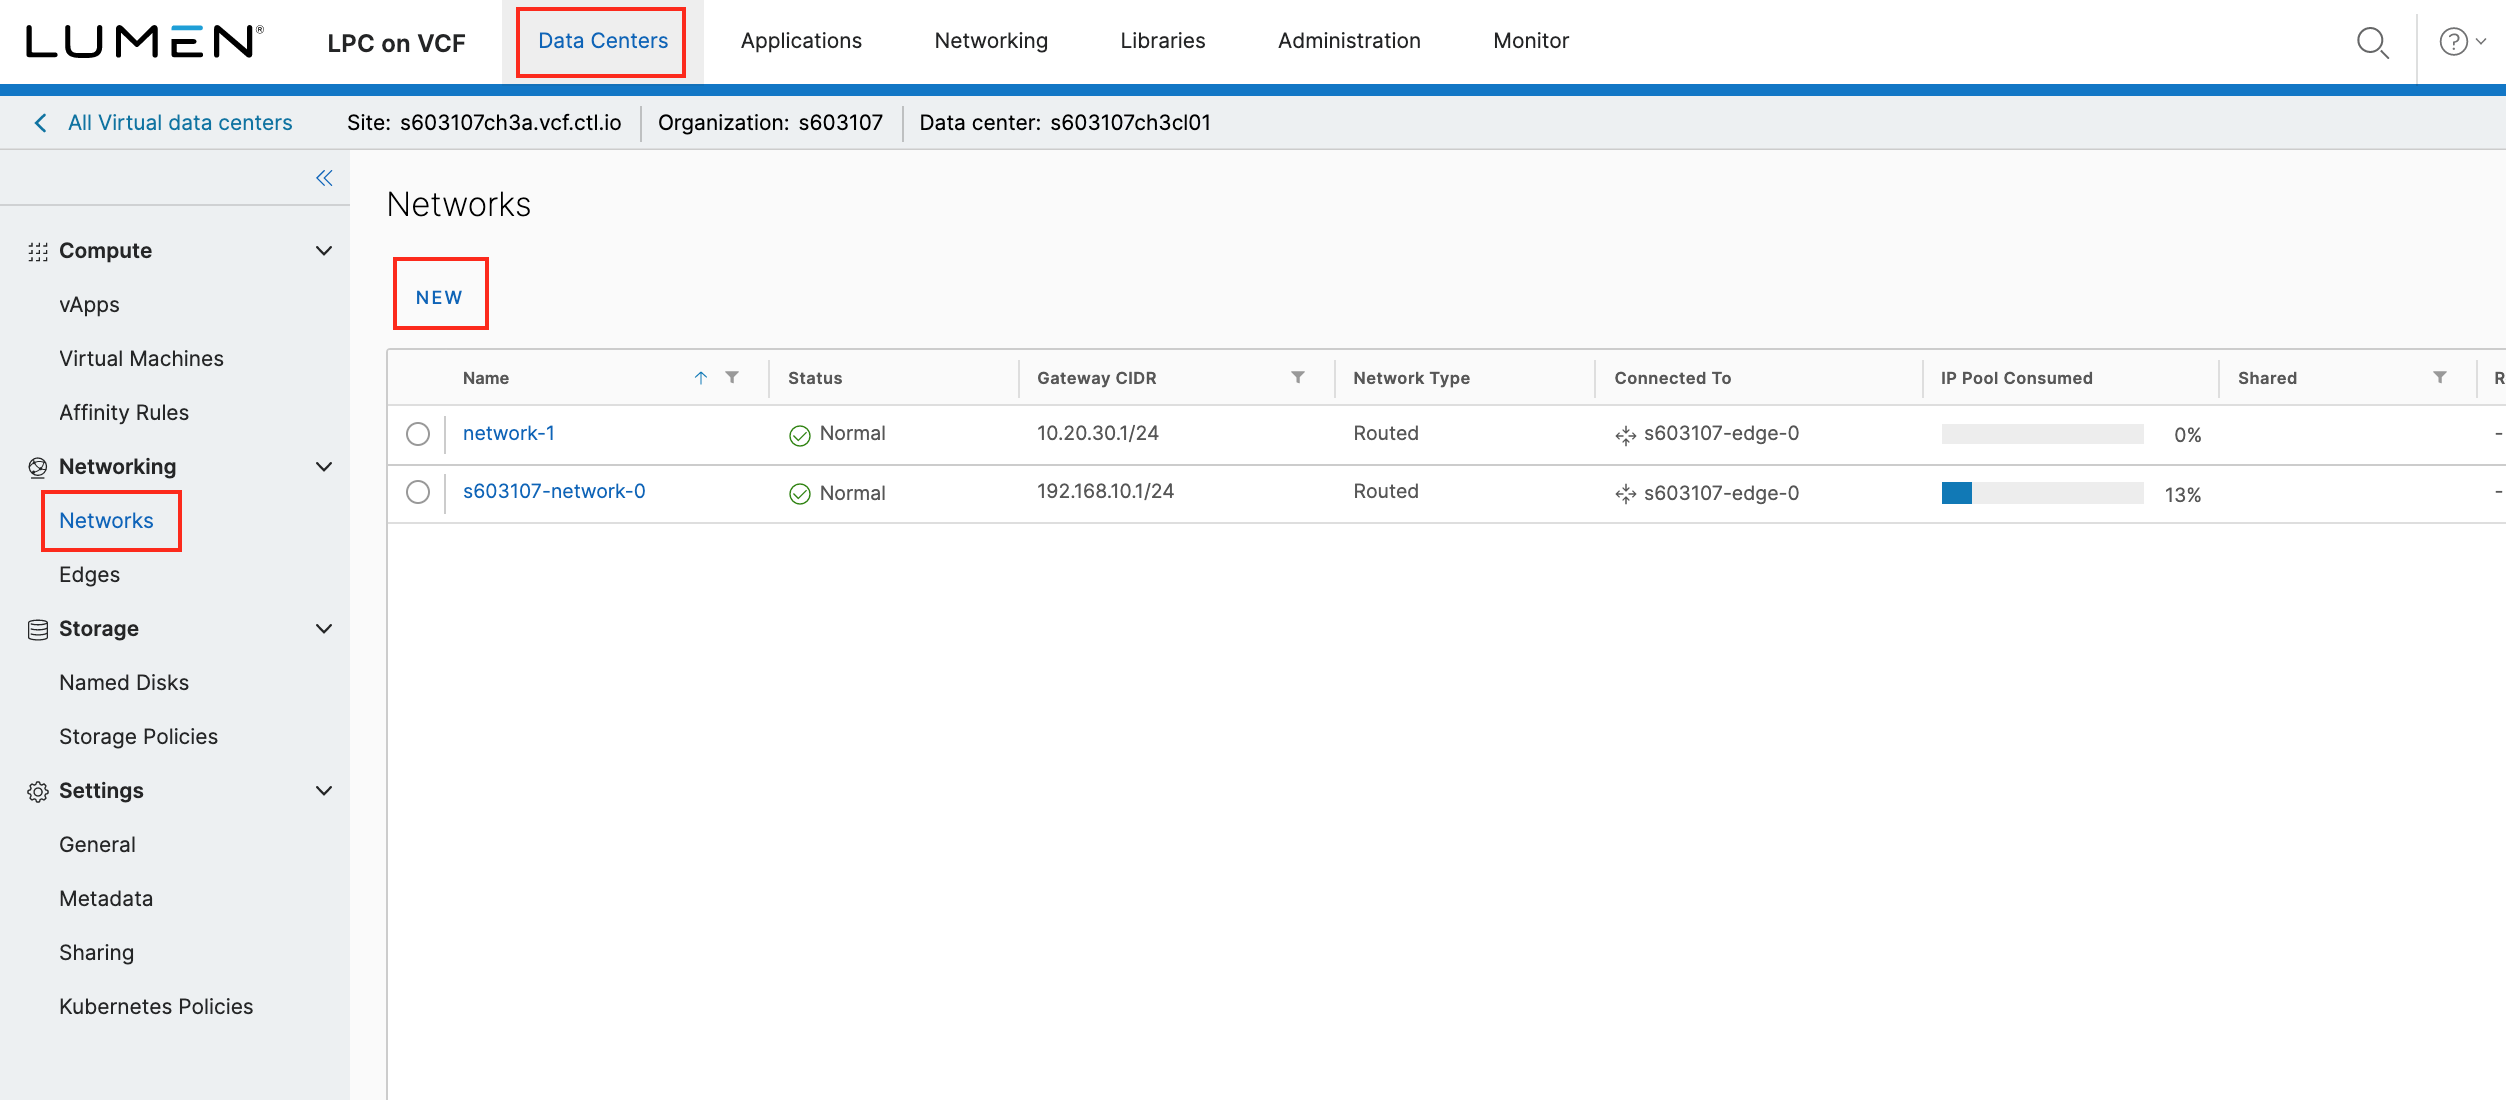 LUMEN® LPC on VCF Data Centers Applications Networking Libraries Administration Monitor ?
All Virtual data centers Site: s603107ch3a.vcf.ctl.io Organization: s603107 Data center: s603107ch3cl01
Networks
Compute
vApps
Virtual Machines
Affinity Rules
Networking
Networks
Edges
Storage
Named Disks
Storage Policies
Settings
General
Metadata
Sharing
Kubernetes Policies
NEW
Name Status Gateway CIDR Network Type Connected To IP Pool Consumed Shared R
network-1 Normal 10.20.30.1/24 Routed s603107-edge-0 0% -
s603107-network-0 Normal 192.168.10.1/24 Routed s603107-edge-0 13% -